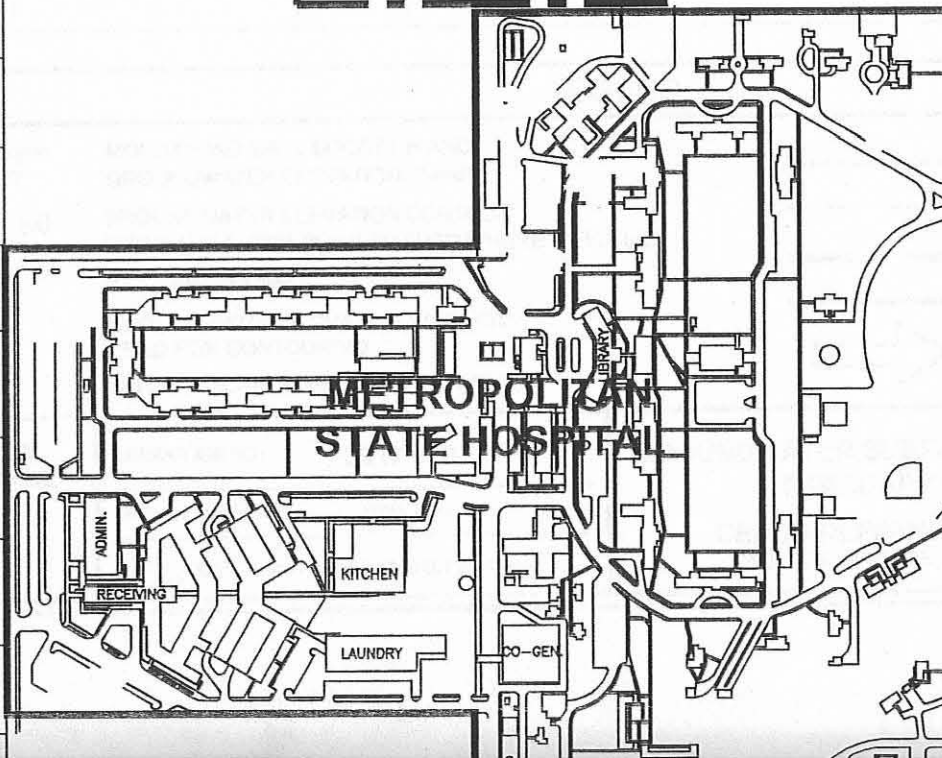 METROPOLITAN
STATE HOSPITAL
LIBRARY
ADMIN.
RECEIVING
KITCHEN
LAUNDRY
CO-GEN.